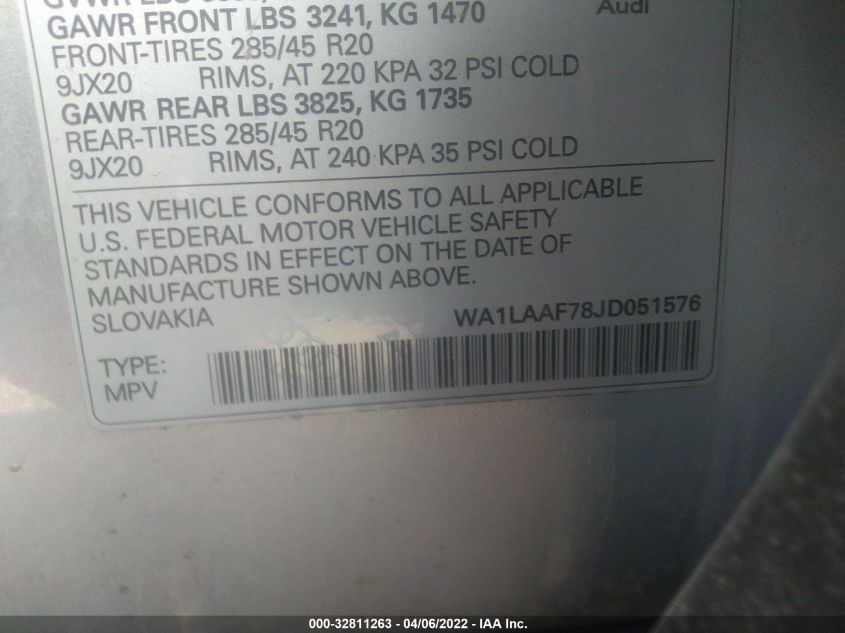 GVWR LBS
Audi
GAWR FRONT LBS 3241, KG 1470
FRONT-TIRES 285/45 R20
9JX20 RIMS, AT 220 KPA 32 PSI COLD
GAWR REAR LBS 3825, KG 1735
REAR-TIRES 285/45 R20
9JX20 RIMS, AT 240 KPA 35 PSI COLD
THIS VEHICLE CONFORMS TO ALL APPLICABLE
U.S. FEDERAL MOTOR VEHICLE SAFETY
STANDARDS IN EFFECT ON THE DATE OF
MANUFACTURE SHOWN ABOVE.
SLOVAKIA WA1LAAF78JD051576
TYPE:
MPV
000-32811263 - 04/06/2022 - IAA Inc.